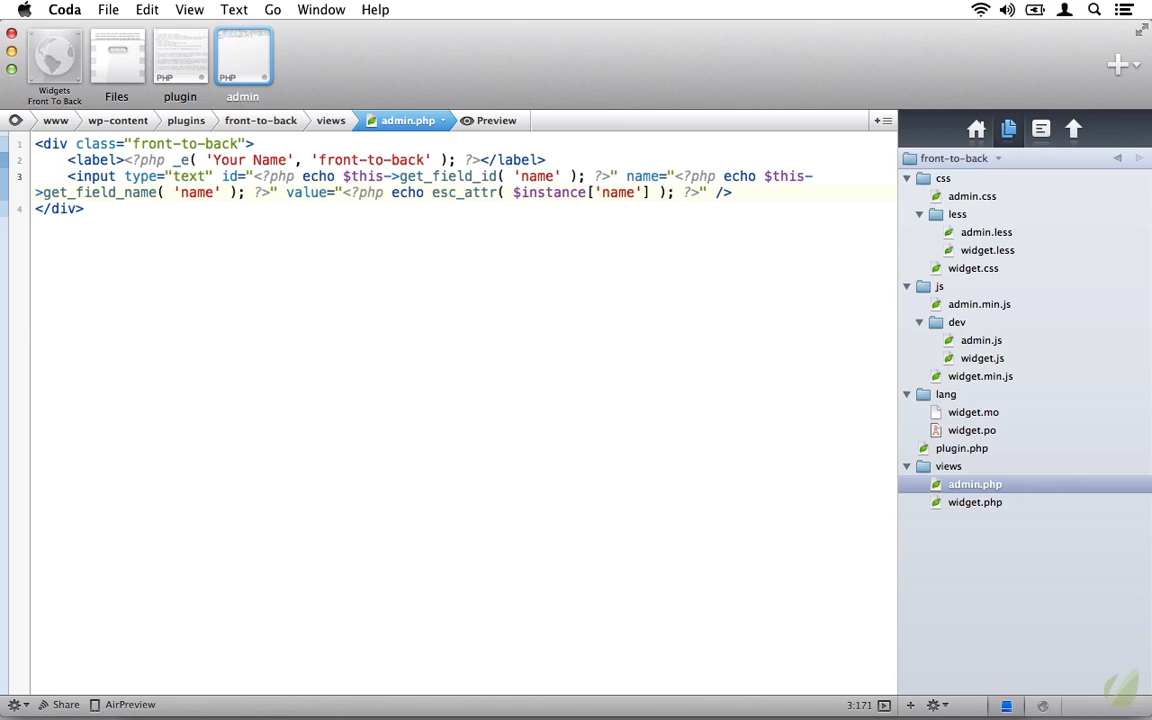 Coda File Edit View Text Go Window Help
PHP PHP
Widgets
Front To Back Files plugin admin
www wp-content plugins front-to-back views admin.php Preview
front-to-back
1 <div class="front-to-back">
2 <label><?php _e( 'Your Name', 'front-to-back' ); ?></label>
3 <input type="text" id="<?php echo $this->get_field_id( 'name' ); ?>" name="<?php echo $this-
>get_field_name( 'name' ); ?>" value="<?php echo esc_attr( $instance['name'] ); ?>" />
4 </div>
css
admin.css
less
admin.less
widget.less
widget.css
js
admin.min.js
dev
admin.js
widget.js
widget.min.js
lang
widget.mo
widget.po
plugin.php
views
admin.php
widget.php
Share AirPreview 3:171